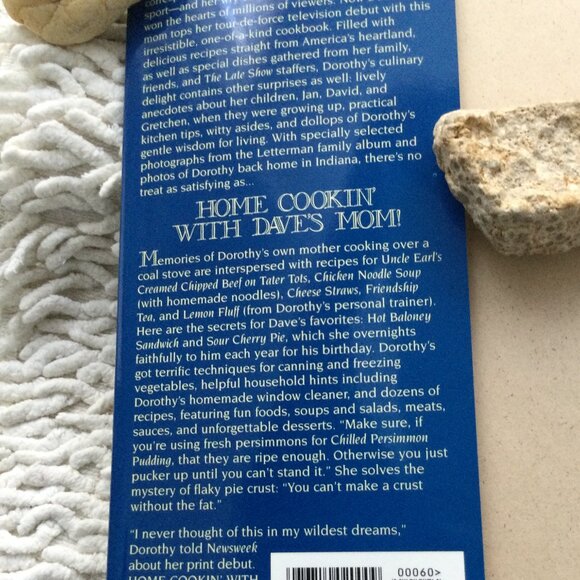 sport—and her wry
won the hearts of millions of viewers. Now
mom tops her tour-de-force television debut with this
irresistible, one-of-a-kind cookbook. Filled with
delicious recipes straight from America's heartland,
as well as special dishes gathered from her family,
friends, and The Late Show staffers, Dorothy's culinary
delight contains other surprises as well: lively
anecdotes about her children, Jan, David, and
Gretchen, when they were growing up, practical
kitchen tips, witty asides, and dollops of Dorothy's
gentle wisdom for living. With specially selected
photographs from the Letterman family album and
photos of Dorothy back home in Indiana, there's no
treat as satisfying as...
HOME COOKIN'
WITH DAVE'S MOM!
Memories of Dorothy's own mother cooking over a
coal stove are interspersed with recipes for Uncle Earl's
Creamed Chipped Beef on Tater Tots, Chicken Noodle Soup
(with homemade noodles), Cheese Straws, Friendship
Tea, and Lemon Fluff (from Dorothy's personal trainer).
Here are the secrets for Dave's favorites: Hot Baloney
Sandwich and Sour Cherry Pie, which she overnights
faithfully to him each year for his birthday. Dorothy's
got terrific techniques for canning and freezing
vegetables, helpful household hints including
Dorothy's homemade window cleaner, and dozens of
recipes, featuring fun foods, soups and salads, meats,
sauces, and unforgettable desserts. "Make sure, if
you're using fresh persimmons for Chilled Persimmon
Pudding, that they are ripe enough. Otherwise you just
pucker up until you can't stand it." She solves the
mystery of flaky pie crust: "You can't make a crust
without the fat."
"I never thought of this in my wildest dreams,"
Dorothy told Newsweek
about her print debut.
HOME COOKIN' WITH
00060>